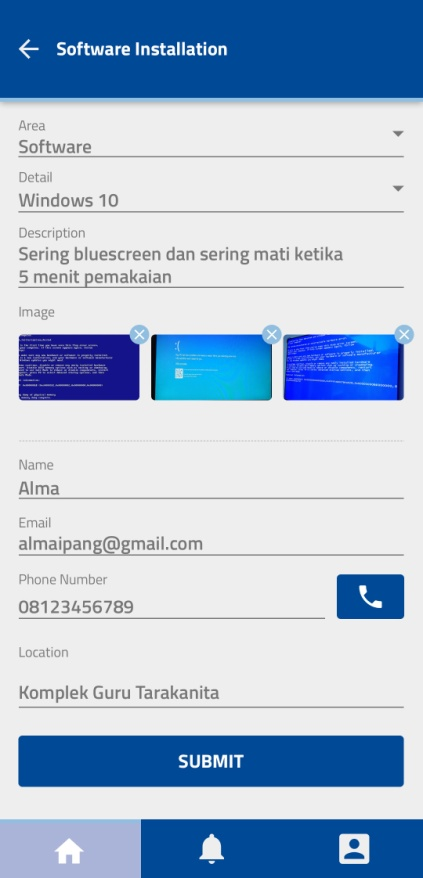 Software Installation
Area
Software
Detail
Windows 10
Description
Sering bluescreen dan sering mati ketika
5 menit pemakaian
Image
Name
Alma
Email
almaipang@gmail.com
Phone Number
08123456789
Location
Komplek Guru Tarakanita
SUBMIT